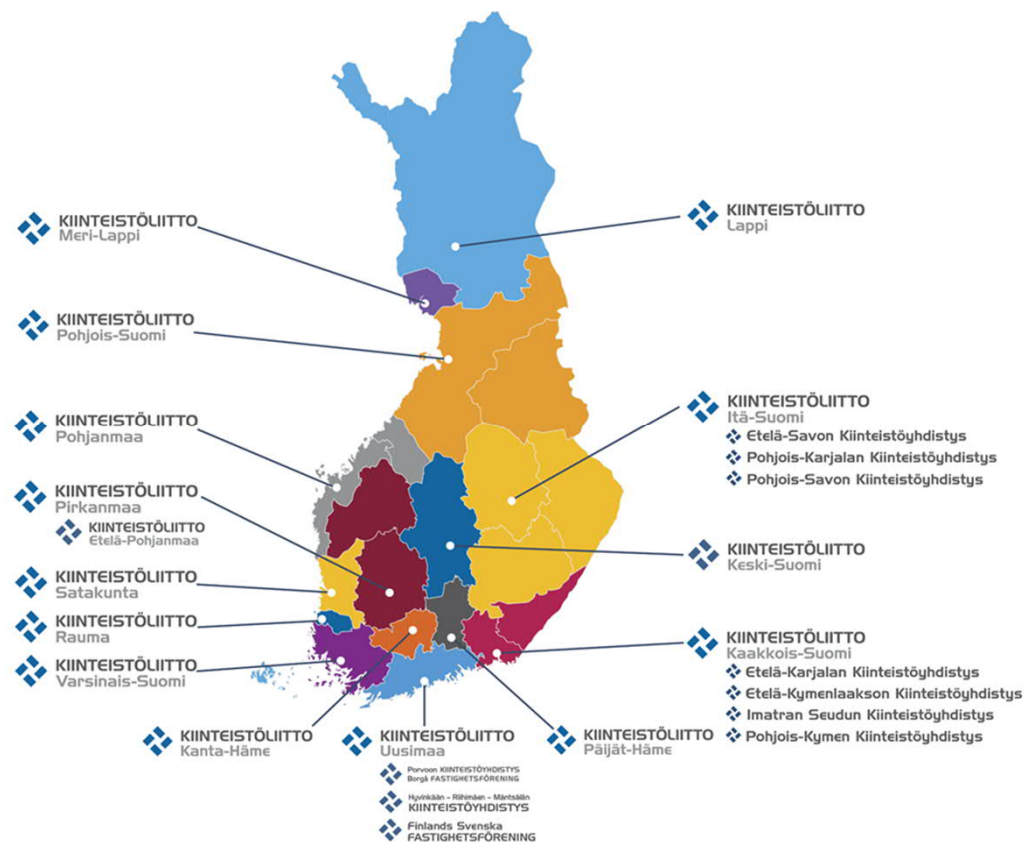 KIINTEISTÖLIITTO
Meri-Lappi
KIINTEISTÖLIITTO
Lappi
KIINTEISTÖLIITTO
Pohjois-Suomi
KIINTEISTÖLIITTO
Pohjanmaa
KIINTEISTÖLIITTO
Pirkanmaa
KIINTEISTÖLIITTO
Etelä-Pohjanmaa
KIINTEISTÖLIITTO
Satakunta
KIINTEISTÖLIITTO
Rauma
KIINTEISTÖLIITTO
Varsinais-Suomi
KIINTEISTÖLIITTO
Itä-Suomi
Etelä-Savon Kiinteistöyhdistys
Pohjois-Karjalan Kiinteistöyhdistys
Pohjois-Savon Kiinteistöyhdistys
KIINTEISTÖLIITTO
Keski-Suomi
KIINTEISTÖLIITTO
Kaakkois-Suomi
Etelä-Karjalan Kiinteistöyhdistys
Etelä-Kymenlaakson Kiinteistöyhdistys
Imatran Seudun Kiinteistöyhdistys
Pohjois-Kymen Kiinteistöyhdistys
KIINTEISTÖLIITTO
Kanta-Häme
KIINTEISTÖLIITTO
Uusimaa
Porvoon KIINTEISTÖYHDISTYS
Borgå FASTIGHETSFÖRENING
Hyvinkään – Riihimäen – Mäntsälän
KIINTEISTÖYHDISTYS
Finlands Svenska
FASTIGHETSFÖRENING
KIINTEISTÖLIITTO
Päijät-Häme